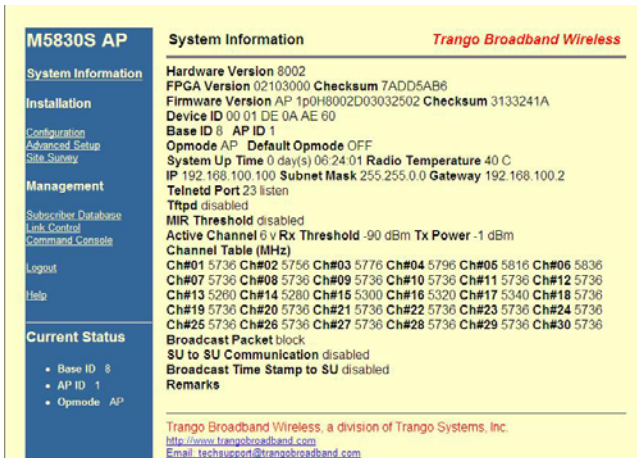 M5830S AP
System Information
Installation
Configuration
Advanced Setup
Site Survey
Management
Subscriber Database
Link Control
Command Console
Logout
Help
Current Status
Base ID 8
AP ID 1
Opmode AP
System Information
Trango Broadband Wireless
Hardware Version 8002
FPGA Version 02103000 Checksum 7ADD5AB6
Firmware Version AP 1p0H8002D03032502 Checksum 3133241A
Device ID 00 01 DE 0A AE 60
Base ID 8 AP ID 1
Opmode AP Default Opmode OFF
System Up Time 0 day(s) 06:24:01 Radio Temperature 40 C
IP 192.168.100.100 Subnet Mask 255.255.0.0 Gateway 192.168.100.2
Telnetd Port 23 listen
Tftpd disabled
MIR Threshold disabled
Active Channel 6 v Rx Threshold -90 dBm Tx Power -1 dBm
Channel Table (MHz)
Ch#01 5736 Ch#02 5756 Ch#03 5776 Ch#04 5796 Ch#05 5816 Ch#06 5836
Ch#07 5736 Ch#08 5736 Ch#09 5736 Ch#10 5736 Ch#11 5736 Ch#12 5736
Ch#13 5260 Ch#14 5280 Ch#15 5300 Ch#16 5320 Ch#17 5340 Ch#18 5736
Ch#19 5736 Ch#20 5736 Ch#21 5736 Ch#22 5736 Ch#23 5736 Ch#24 5736
Ch#25 5736 Ch#26 5736 Ch#27 5736 Ch#28 5736 Ch#29 5736 Ch#30 5736
Broadcast Packet block
SU to SU Communication disabled
Broadcast Time Stamp to SU disabled
Remarks
Trango Broadband Wireless, a division of Trango Systems, Inc.
http://www.trangobroadband.com
Email: techsupport@trangobroadband.com